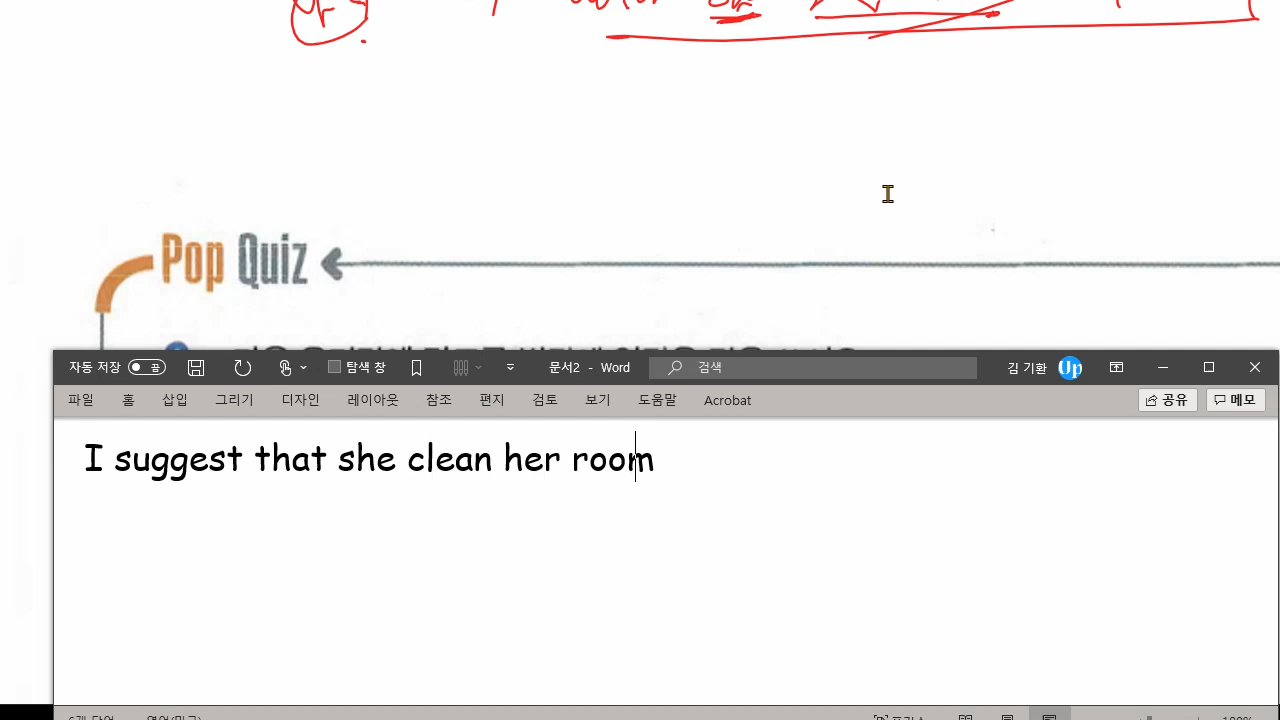 Pop Quiz
자동 저장 끔 탐색 창 문서2 - Word 검색 김 기환 Up
파일 홈 삽입 그리기 디자인 레이아웃 참조 편지 검토 보기 도움말 Acrobat 공유 메모
I suggest that she clean her room